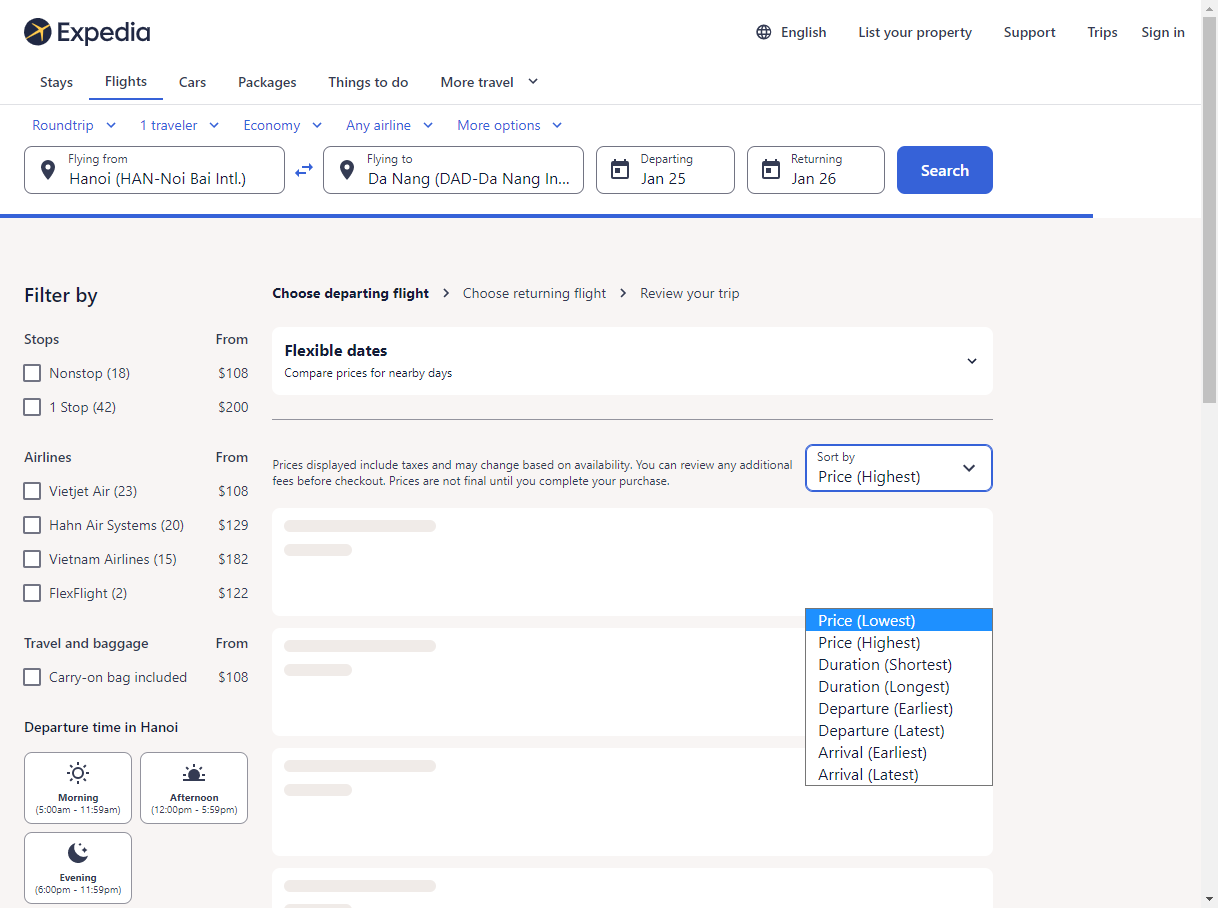 Expedia
English
List your property
Support
Trips
Sign in
Stays
Flights
Cars
Packages
Things to do
More travel
Roundtrip
1 traveler
Economy
Any airline
More options
Flying from
Hanoi (HAN-Noi Bai Intl.)
Flying to
Da Nang (DAD-Da Nang In...
Departing
Jan 25
Returning
Jan 26
Search
Filter by
Stops From
Nonstop (18) $108
1 Stop (42) $200
Airlines From
Vietjet Air (23) $108
Hahn Air Systems (20) $129
Vietnam Airlines (15) $182
FlexFlight (2) $122
Travel and baggage From
Carry-on bag included $108
Departure time in Hanoi
Morning
(5:00am - 11:59am)
Afternoon
(12:00pm - 5:59pm)
Evening
(6:00pm - 11:59pm)
Choose departing flight
Choose returning flight
Review your trip
Flexible dates
Compare prices for nearby days
Prices displayed include taxes and may change based on availability. You can review any additional
fees before checkout. Prices are not final until you complete your purchase.
Sort by
Price (Highest)
Price (Lowest)
Price (Highest)
Duration (Shortest)
Duration (Longest)
Departure (Earliest)
Departure (Latest)
Arrival (Earliest)
Arrival (Latest)